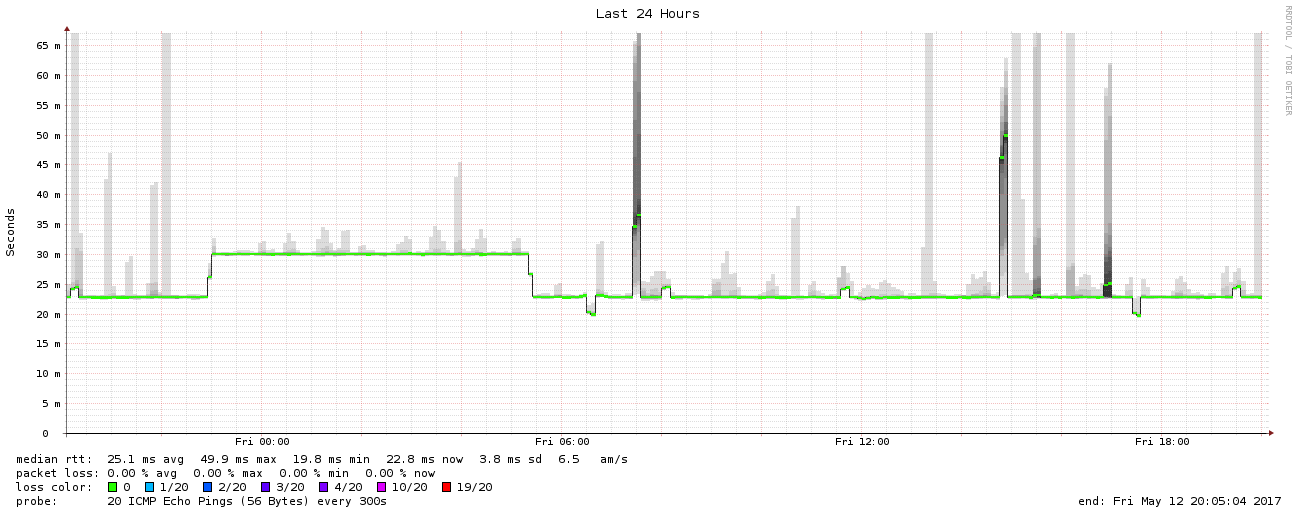 Last 24 Hours
RRDTOOL / TOBI OETIKER
Seconds
65 m
60 m
55 m
50 m
45 m
40 m
35 m
30 m
25 m
20 m
15 m
10 m
5 m
0
Fri 00:00 Fri 06:00 Fri 12:00 Fri 18:00
median rtt: 25.1 ms avg 49.9 ms max 19.8 ms min 22.8 ms now 3.8 ms sd 6.5 am/s
packet loss: 0.00 % avg 0.00 % max 0.00 % min 0.00 % now
loss color: 0 1/20 2/20 3/20 4/20 10/20 19/20
probe: 20 ICMP Echo Pings (56 Bytes) every 300s end: Fri May 12 20:05:04 2017